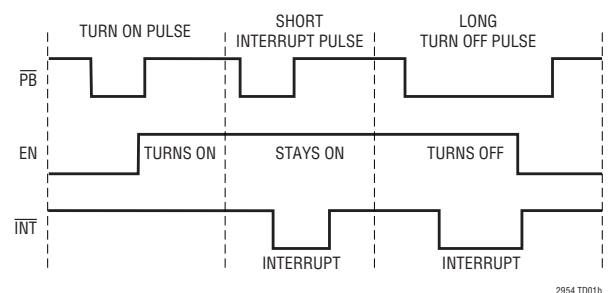 TURN ON PULSE
SHORT
INTERRUPT PULSE
LONG
TURN OFF PULSE
PB
EN
TURNS ON
STAYS ON
TURNS OFF
INT
INTERRUPT
INTERRUPT
2954 TD01b